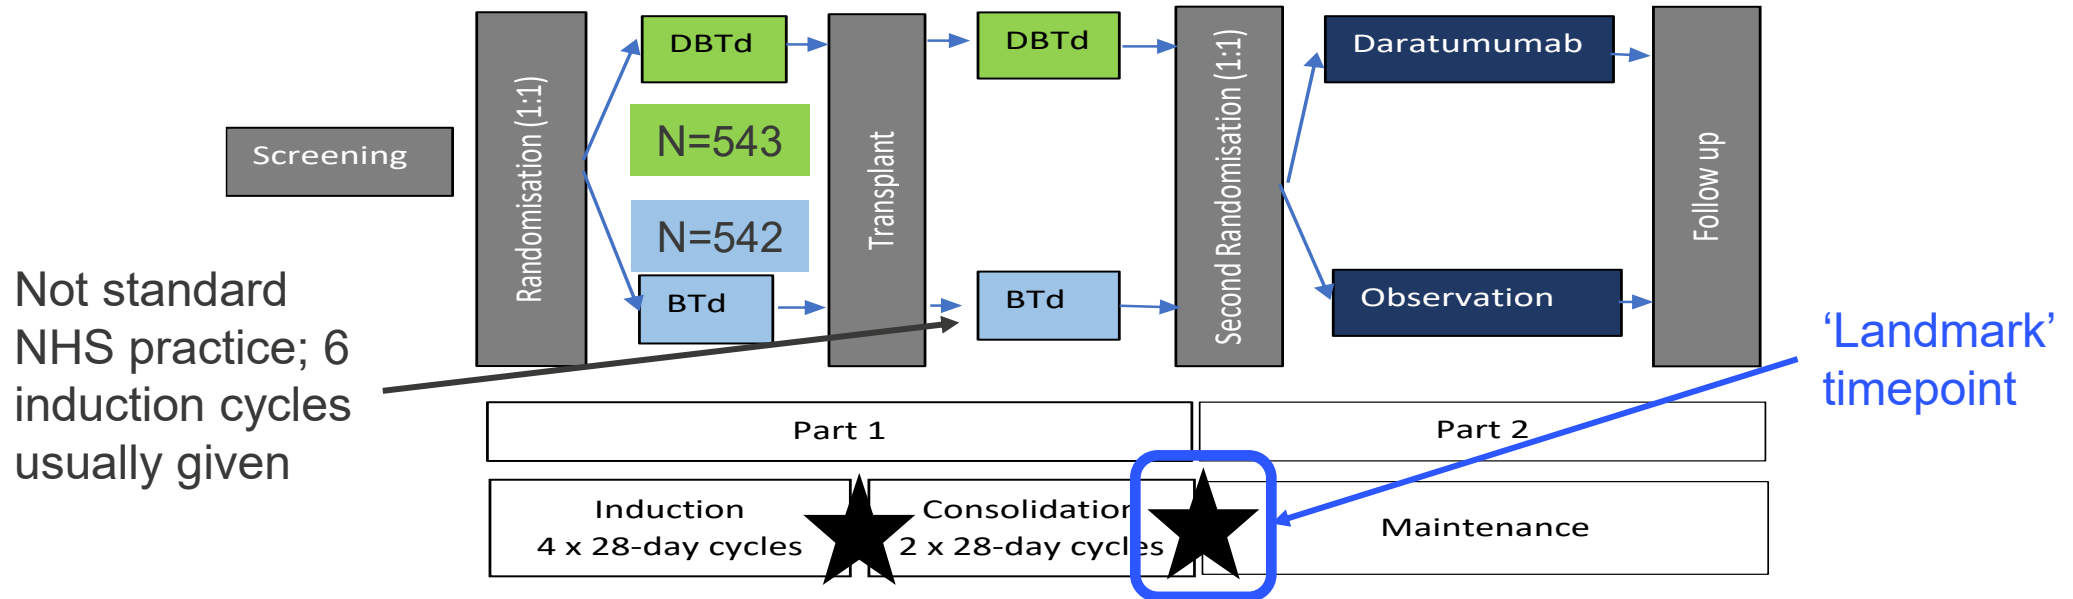 Screening
Randomisation (1:1)
DBTd
N=543
N=542
BTd
Transplant
DBTd
BTd
Second Randomisation (1:1)
Daratumumab
Observation
Follow up
Not standard
NHS practice; 6
induction cycles
usually given
‘Landmark’
timepoint
Part 1
Part 2
Induction
4 x 28-day cycles
Consolidation
2 x 28-day cycles
Maintenance